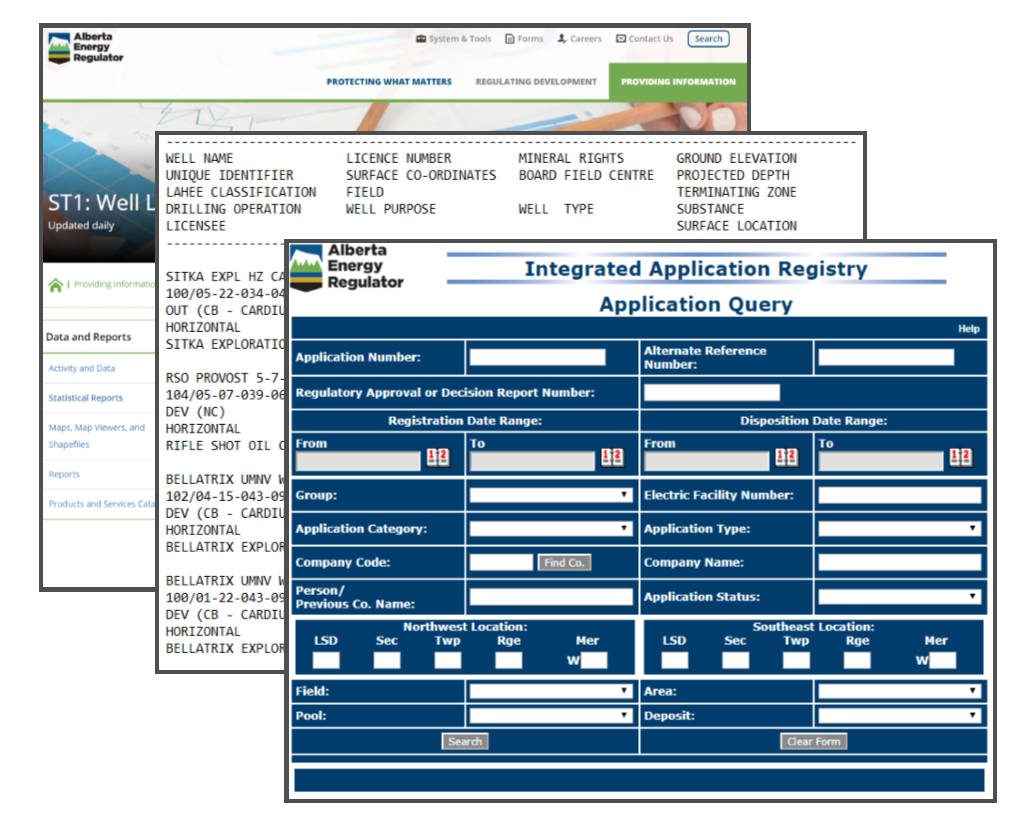 Alberta
Energy
Regulator
System & Tools Forms Careers Contact Us Search
PROTECTING WHAT MATTERS REGULATING DEVELOPMENT PROVIDING INFORMATION
ST1: Well L
Updated daily
| Providing informatio
Data and Reports
Activity and Data
Statistical Reports
Maps, Map Viewers, and
Shapefiles
Reports
Products and Services Cata
WELL NAME LICENCE NUMBER MINERAL RIGHTS GROUND ELEVATION
UNIQUE IDENTIFIER SURFACE CO-ORDINATES BOARD FIELD CENTRE PROJECTED DEPTH
LAHEE CLASSIFICATION FIELD TERMINATING ZONE
DRILLING OPERATION WELL PURPOSE WELL TYPE SUBSTANCE
LICENSEE SURFACE LOCATION
SITKA EXPL HZ CA
100/05-22-034-04
OUT (CB - CARDIU
HORIZONTAL
SITKA EXPLORATIO
RSO PROVOST 5-7-
104/05-07-039-06
DEV (NC)
HORIZONTAL
RIFLE SHOT OIL C
BELLATRIX UMNV W
102/04-15-043-09
DEV (CB - CARDIU
HORIZONTAL
BELLATRIX EXPLOR
BELLATRIX UMNV W
100/01-22-043-09
DEV (CB - CARDIU
HORIZONTAL
BELLATRIX EXPLOR
Alberta
Energy
Regulator
Integrated Application Registry
Application Query
Help
Application Number: Alternate Reference
Number:
Regulatory Approval or Decision Report Number:
Registration Date Range: Disposition Date Range:
From To From To
Group: Electric Facility Number:
Application Category: Application Type:
Company Code: Find Co. Company Name:
Person/
Previous Co. Name: Application Status:
Northwest Location: Southeast Location:
LSD Sec Twp Rge Mer LSD Sec Twp Rge Mer
W W
Field: Area:
Pool: Deposit:
Search Clear Form